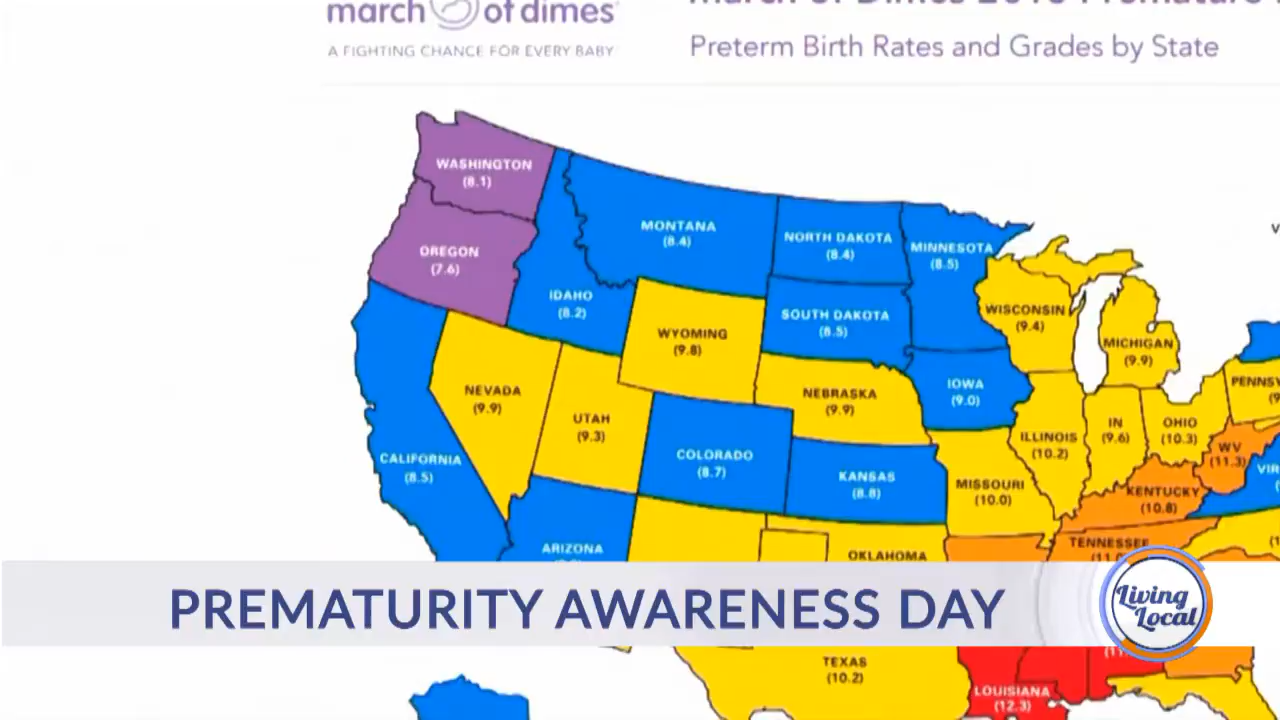 march of dimes
A FIGHTING CHANCE FOR EVERY BABY
Preterm Birth Rates and Grades by State
WASHINGTON
(8.1)
OREGON
(7.6)
MONTANA
(8.4)
NORTH DAKOTA
(8.4)
MINNESOTA
(8.5)
IDAHO
(8.2)
SOUTH DAKOTA
(8.5)
WISCONSIN
(9.4)
WYOMING
(9.8)
MICHIGAN
(9.9)
NEVADA
(9.9)
NEBRASKA
(9.9)
IOWA
(9.0)
PENNSY
UTAH
(9.3)
IN
(9.6)
OHIO
(10.3)
ILLINOIS
(10.2)
WV
(11.3)
CALIFORNIA
(8.5)
COLORADO
(8.7)
KANSAS
(8.8)
MISSOURI
(10.0)
KENTUCKY
(10.8)
VIR
ARIZONA
OKLAHOMA
TENNESSEE
PREMATURITY AWARENESS DAY
Living
Local
TEXAS
(10.2)
LOUISIANA
(12.3)